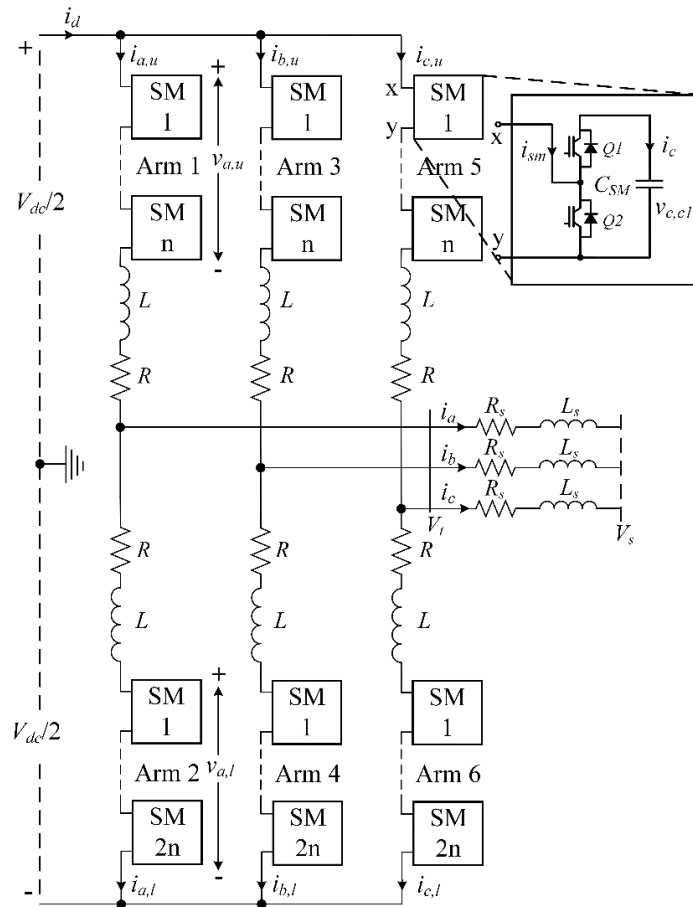 i_d
+
i_{a,u} i_{b,u} i_{c,u}
+
SM 1
SM 1
x
SM 1
y
x
i_{sm}
Q1
i_c
C_{SM}
v_{c,c1}
Q2
y
v_{a,u}
Arm 1 Arm 3 Arm 5
V_{dc}/2
SM n
SM n
SM n
-
L L L
R R R
i_a R_s L_s
i_b R_s L_s
i_c R_s L_s
V_t
V_s
R R R
L L L
+
SM 1
SM 1
SM 1
V_{dc}/2
v_{a,l}
Arm 2 Arm 4 Arm 6
SM 2n
SM 2n
SM 2n
-
-
i_{a,l} i_{b,l} i_{c,l}